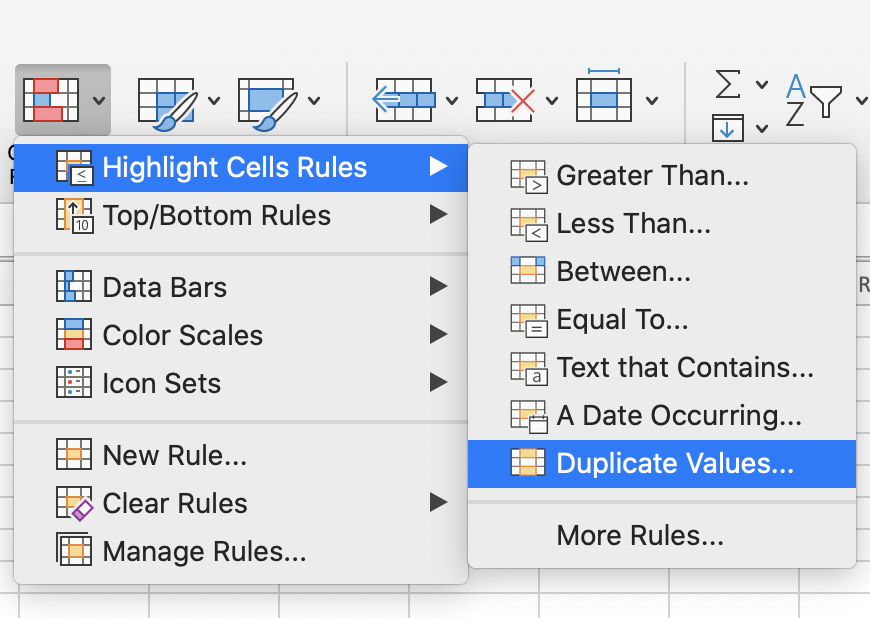 Highlight Cells Rules
Top/Bottom Rules
Data Bars
Color Scales
Icon Sets
New Rule...
Clear Rules
Manage Rules...
Greater Than...
Less Than...
Between...
Equal To...
Text that Contains...
A Date Occurring...
Duplicate Values...
More Rules...
A
Z
10
a
R